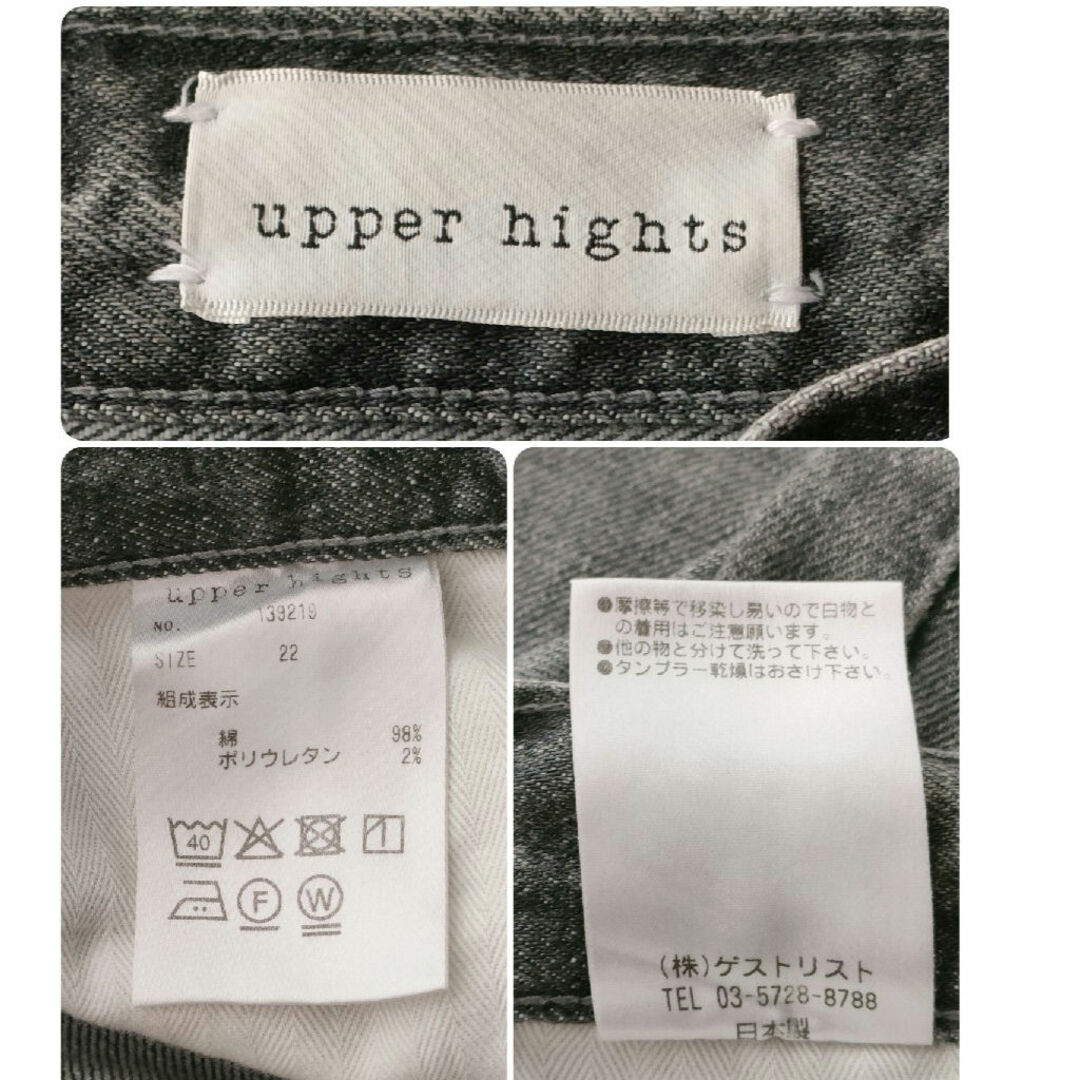 upper hights
upper hights
NO. 139219
SIZE 22
組成表示
綿 98%
ポリウレタン 2%
40
F W
●摩擦等で移染し易いので白物と
の着用はご注意願います。
●他の物と分けて洗って下さい。
●タンブラー乾燥はおさけ下さい。
(株)ゲストリスト
TEL 03-5728-8788
日本製